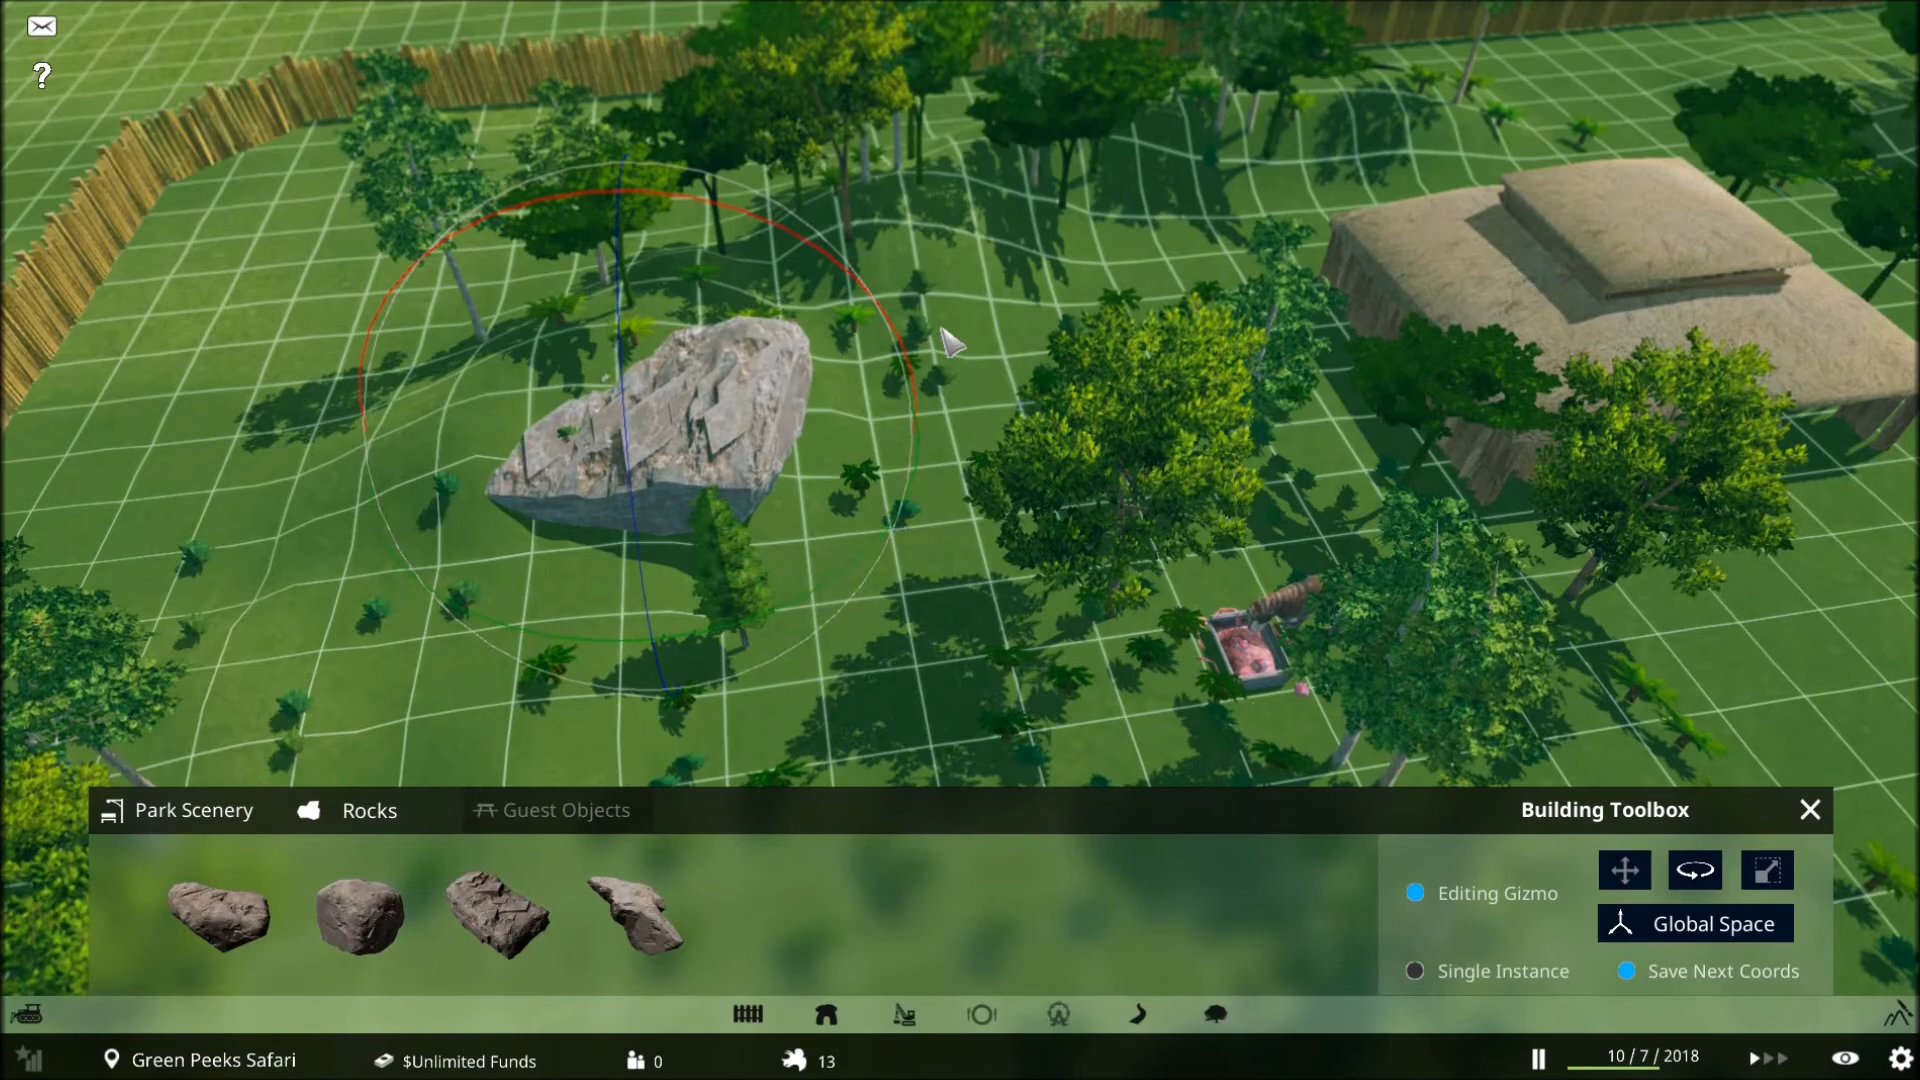 ?
Park Scenery Rocks Guest Objects Building Toolbox
Editing Gizmo
Global Space
Single Instance Save Next Coords
Green Peeks Safari $Unlimited Funds 0 13 10 / 7 / 2018